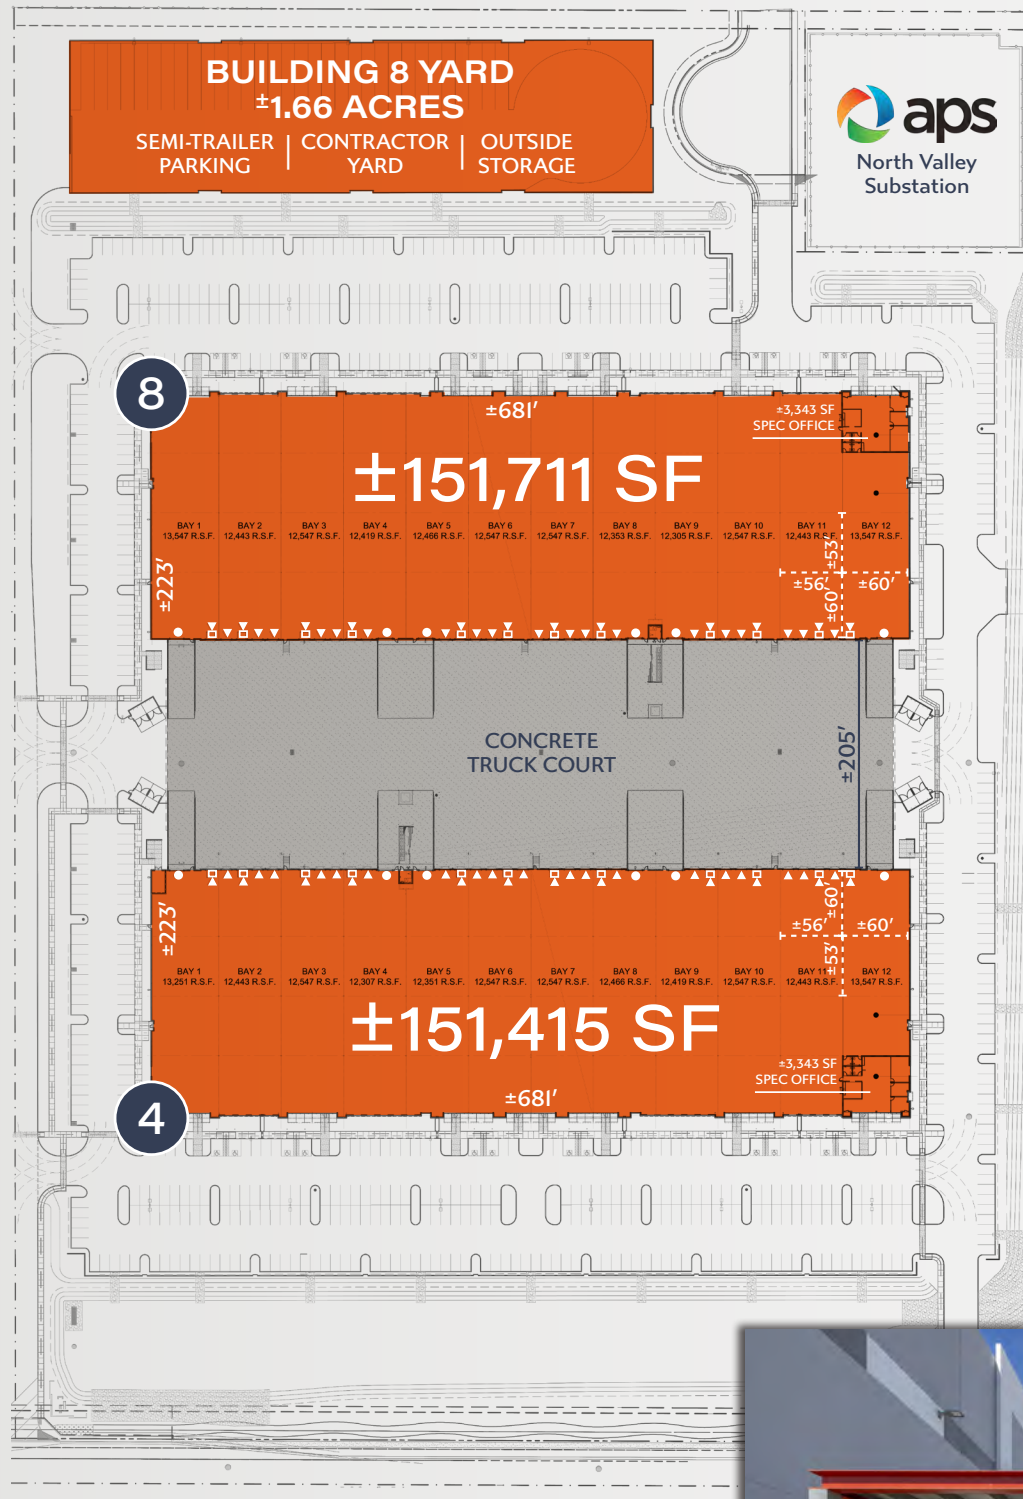 BUILDING 8 YARD
±1.66 ACRES
SEMI-TRAILER PARKING | CONTRACTOR YARD | OUTSIDE STORAGE
aps
North Valley
Substation
8
±681'
±3,343 SF
SPEC OFFICE
±151,711 SF
BAY 1 13,547 R.S.F.
BAY 2 12,443 R.S.F.
BAY 3 12,547 R.S.F.
BAY 4 12,419 R.S.F.
BAY 5 12,466 R.S.F.
BAY 6 12,547 R.S.F.
BAY 7 12,547 R.S.F.
BAY 8 12,353 R.S.F.
BAY 9 12,305 R.S.F.
BAY 10 12,547 R.S.F.
BAY 11 12,443 R.S.F.
BAY 12 13,547 R.S.F.
±223'
±53'
±56'
±60'
±60'
CONCRETE
TRUCK COURT
±205'
±223'
±60'
±56'
±60'
±53'
BAY 1 13,251 R.S.F.
BAY 2 12,443 R.S.F.
BAY 3 12,547 R.S.F.
BAY 4 12,307 R.S.F.
BAY 5 12,351 R.S.F.
BAY 6 12,547 R.S.F.
BAY 7 12,547 R.S.F.
BAY 8 12,466 R.S.F.
BAY 9 12,419 R.S.F.
BAY 10 12,547 R.S.F.
BAY 11 12,443 R.S.F.
BAY 12 13,547 R.S.F.
±151,415 SF
±3,343 SF
SPEC OFFICE
±681'
4